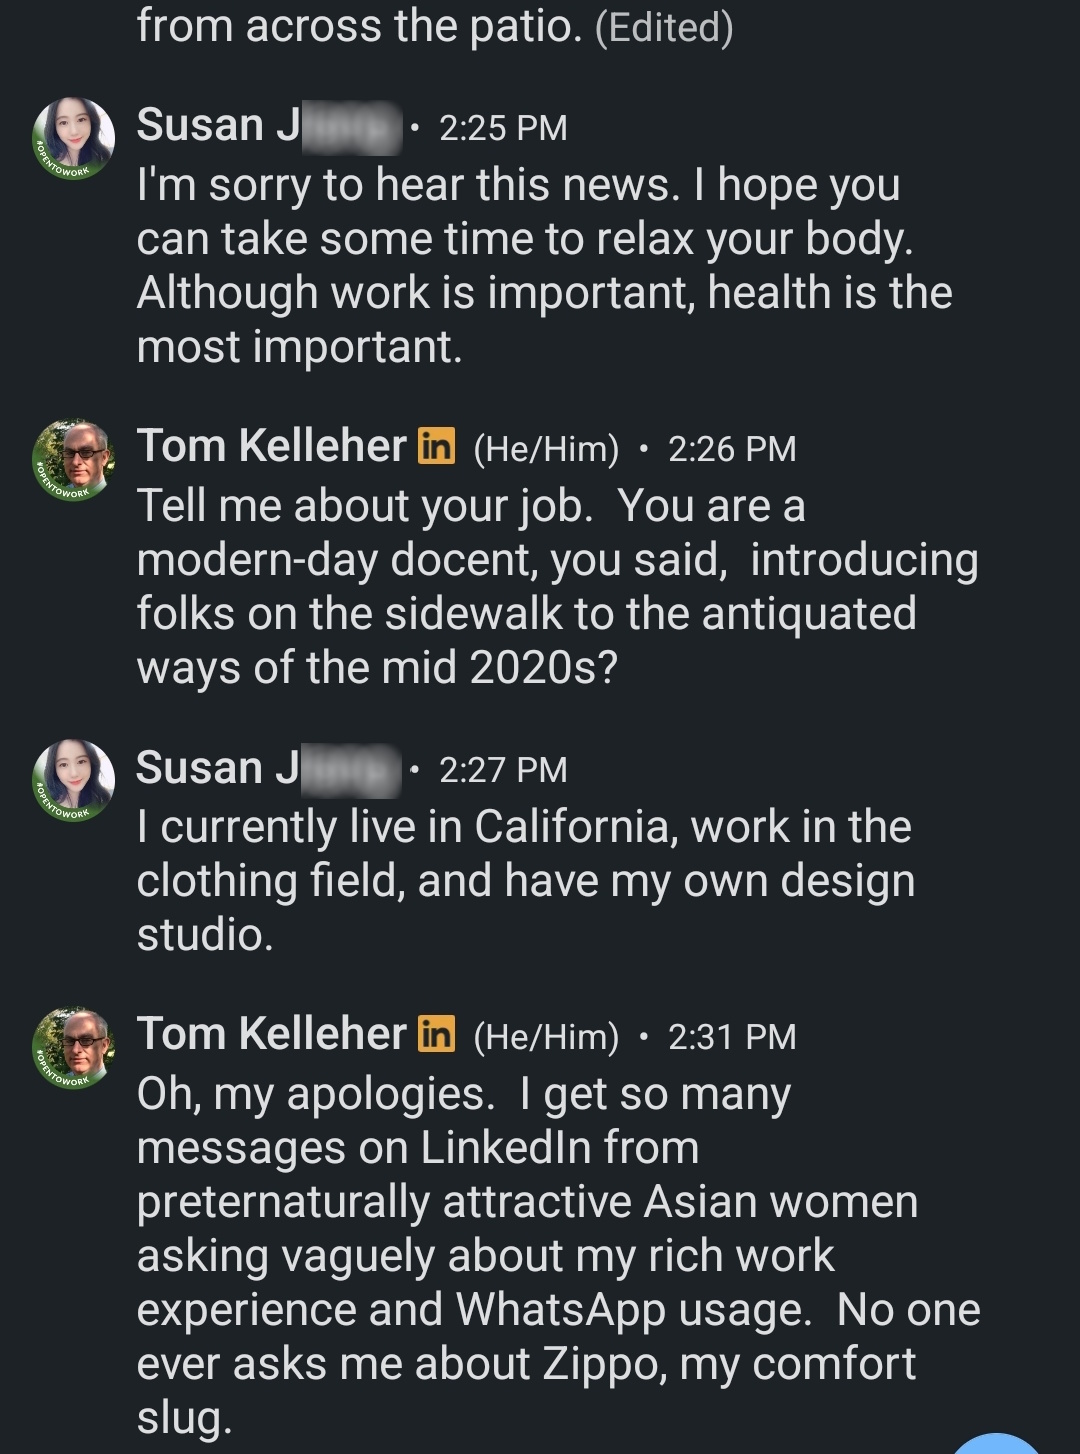 from across the patio. (Edited)
Susan J • 2:25 PM
I'm sorry to hear this news. I hope you
can take some time to relax your body.
Although work is important, health is the
most important.
#OPENTOWORK
Tom Kelleher in (He/Him) • 2:26 PM
Tell me about your job.  You are a
modern-day docent, you said,  introducing
folks on the sidewalk to the antiquated
ways of the mid 2020s?
#OPENTOWORK
Susan J • 2:27 PM
I currently live in California, work in the
clothing field, and have my own design
studio.
#OPENTOWORK
Tom Kelleher in (He/Him) • 2:31 PM
Oh, my apologies.  I get so many
messages on LinkedIn from
preternaturally attractive Asian women
asking vaguely about my rich work
experience and WhatsApp usage.  No one
ever asks me about Zippo, my comfort
slug.
#OPENTOWORK